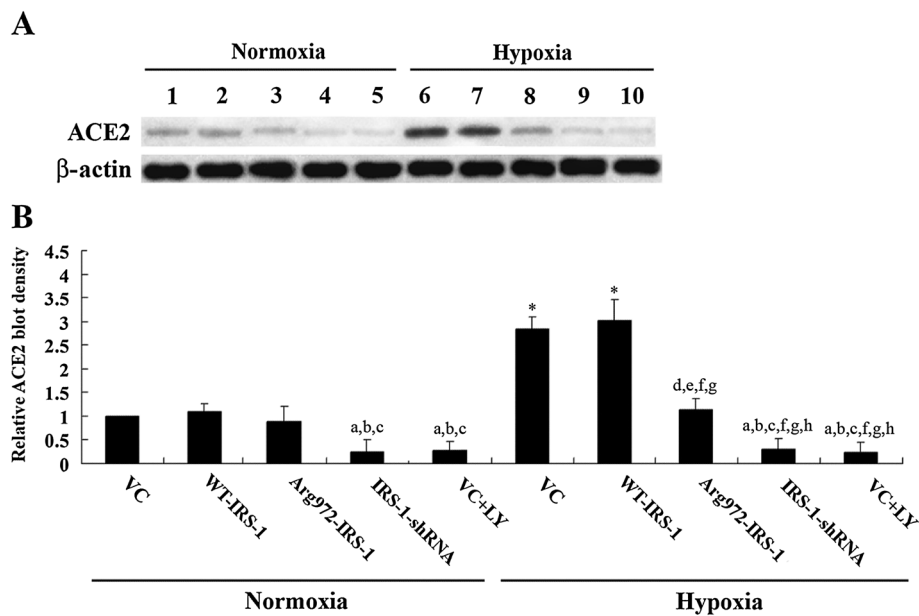 A
Normoxia Hypoxia
1 2 3 4 5 6 7 8 9 10
ACE2
β-actin
B
Relative ACE2 blot density
4.5
4
3.5
3
2.5
2
1.5
1
0.5
0
a,b,c
a,b,c
*
*
d,e,f,g
a,b,c,f,g,h
a,b,c,f,g,h
VC
WT-IRS-1
Arg972-IRS-1
IRS-1-shRNA
VC+LY
VC
WT-IRS-1
Arg972-IRS-1
IRS-1-shRNA
VC+LY
Normoxia Hypoxia